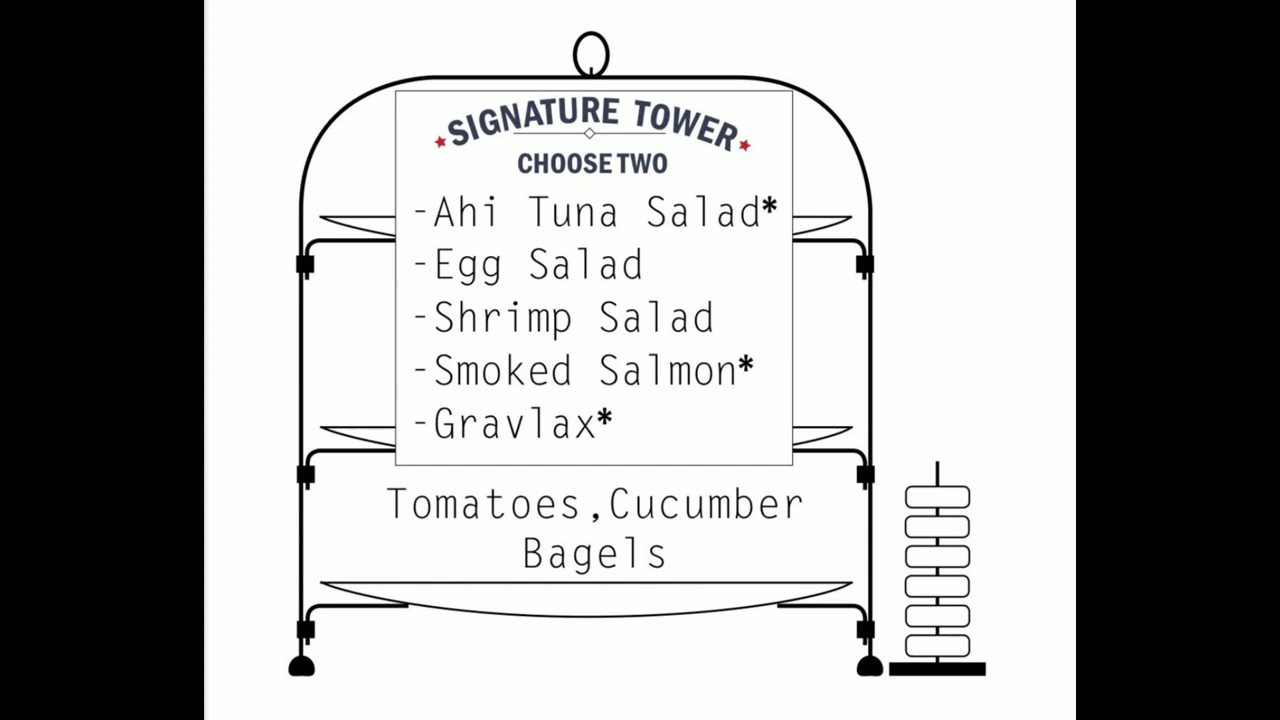 SIGNATURE TOWER
CHOOSE TWO
-Ahi Tuna Salad*
-Egg Salad
-Shrimp Salad
-Smoked Salmon*
-Gravlax*
Tomatoes,Cucumber
Bagels